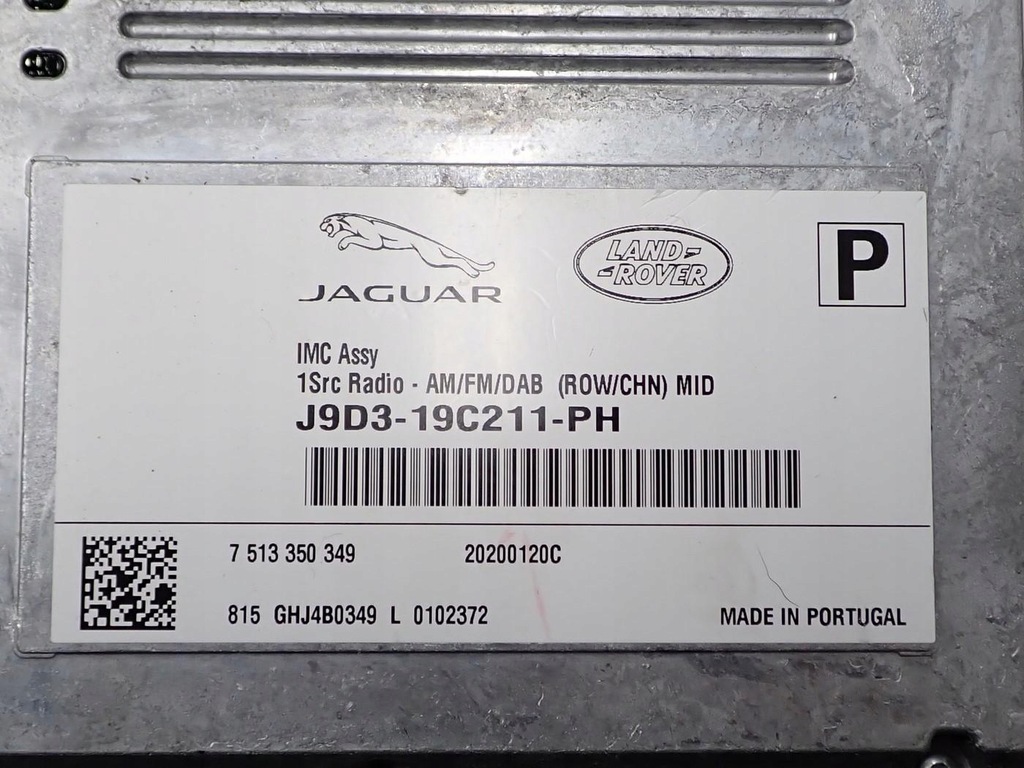 JAGUAR
LAND-
-ROVER
P
IMC Assy
1Src Radio - AM/FM/DAB (ROW/CHN) MID
J9D3-19C211-PH
7 513 350 349 20200120C
815 GHJ4B0349 L 0102372 MADE IN PORTUGAL